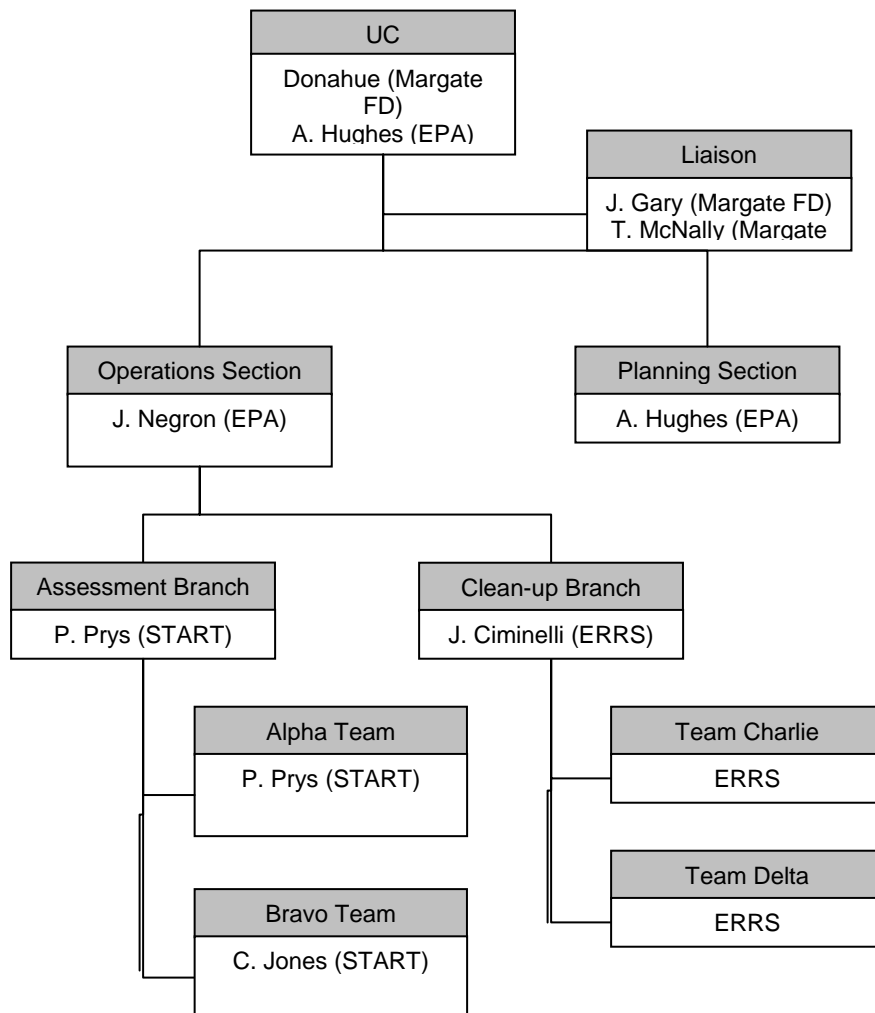 UC
Donahue (Margate
FD)
A. Hughes (EPA)
Liaison
J. Gary (Margate FD)
T. McNally (Margate
Operations Section
J. Negron (EPA)
Planning Section
A. Hughes (EPA)
Assessment Branch
P. Prys (START)
Clean-up Branch
J. Ciminelli (ERRS)
Alpha Team
P. Prys (START)
Team Charlie
ERRS
Bravo Team
C. Jones (START)
Team Delta
ERRS